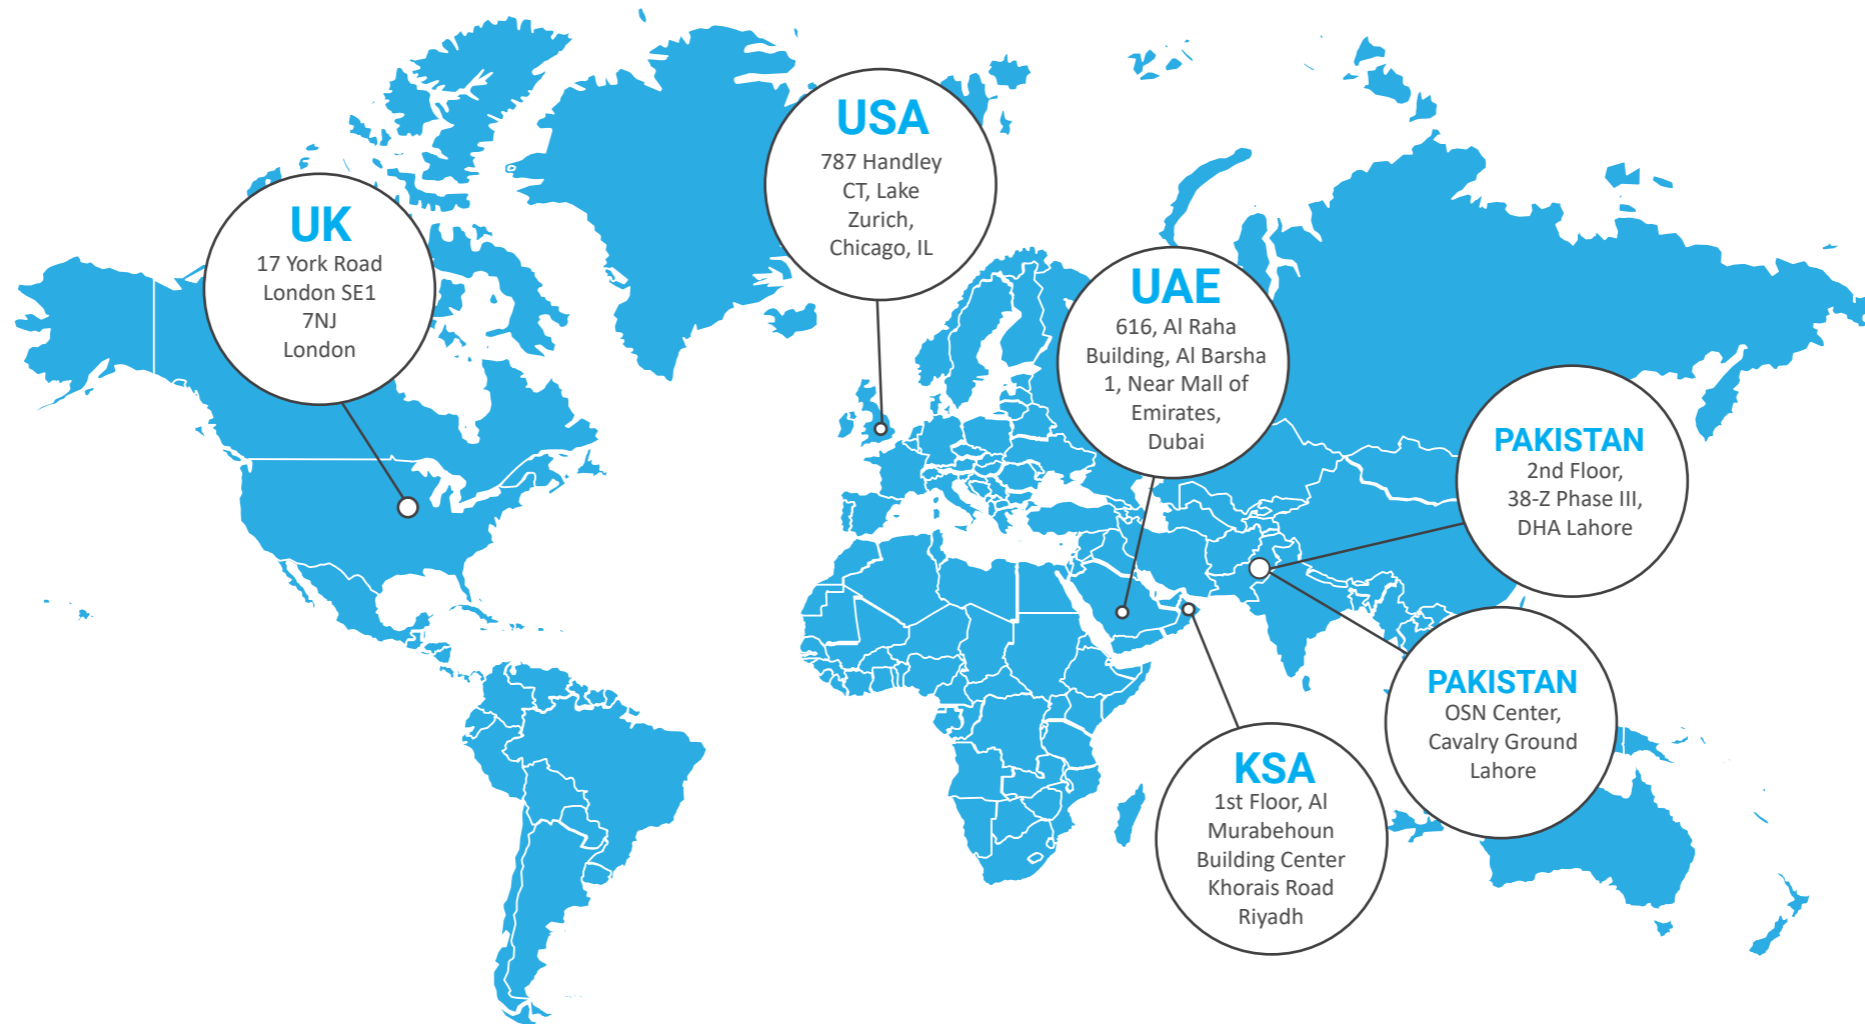 UK
17 York Road
London SE1
7NJ
London
USA
787 Handley
CT, Lake
Zurich,
Chicago, IL
UAE
616, Al Raha
Building, Al Barsha
1, Near Mall of
Emirates,
Dubai
PAKISTAN
2nd Floor,
38-Z Phase III,
DHA Lahore
PAKISTAN
OSN Center,
Cavalry Ground
Lahore
KSA
1st Floor, Al
Murabehoun
Building Center
Khorais Road
Riyadh